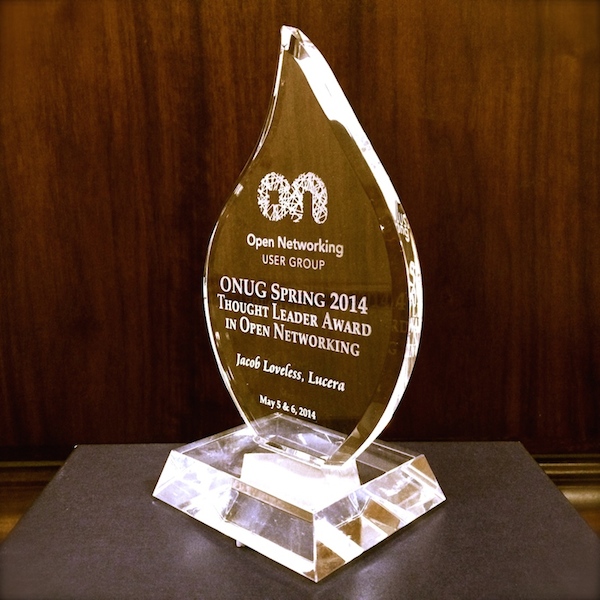 on
Open Networking
USER GROUP
ONUG SPRING 2014
THOUGHT LEADER AWARD
IN OPEN NETWORKING
Jacob Loveless, Lucera
May 5 & 6, 2014